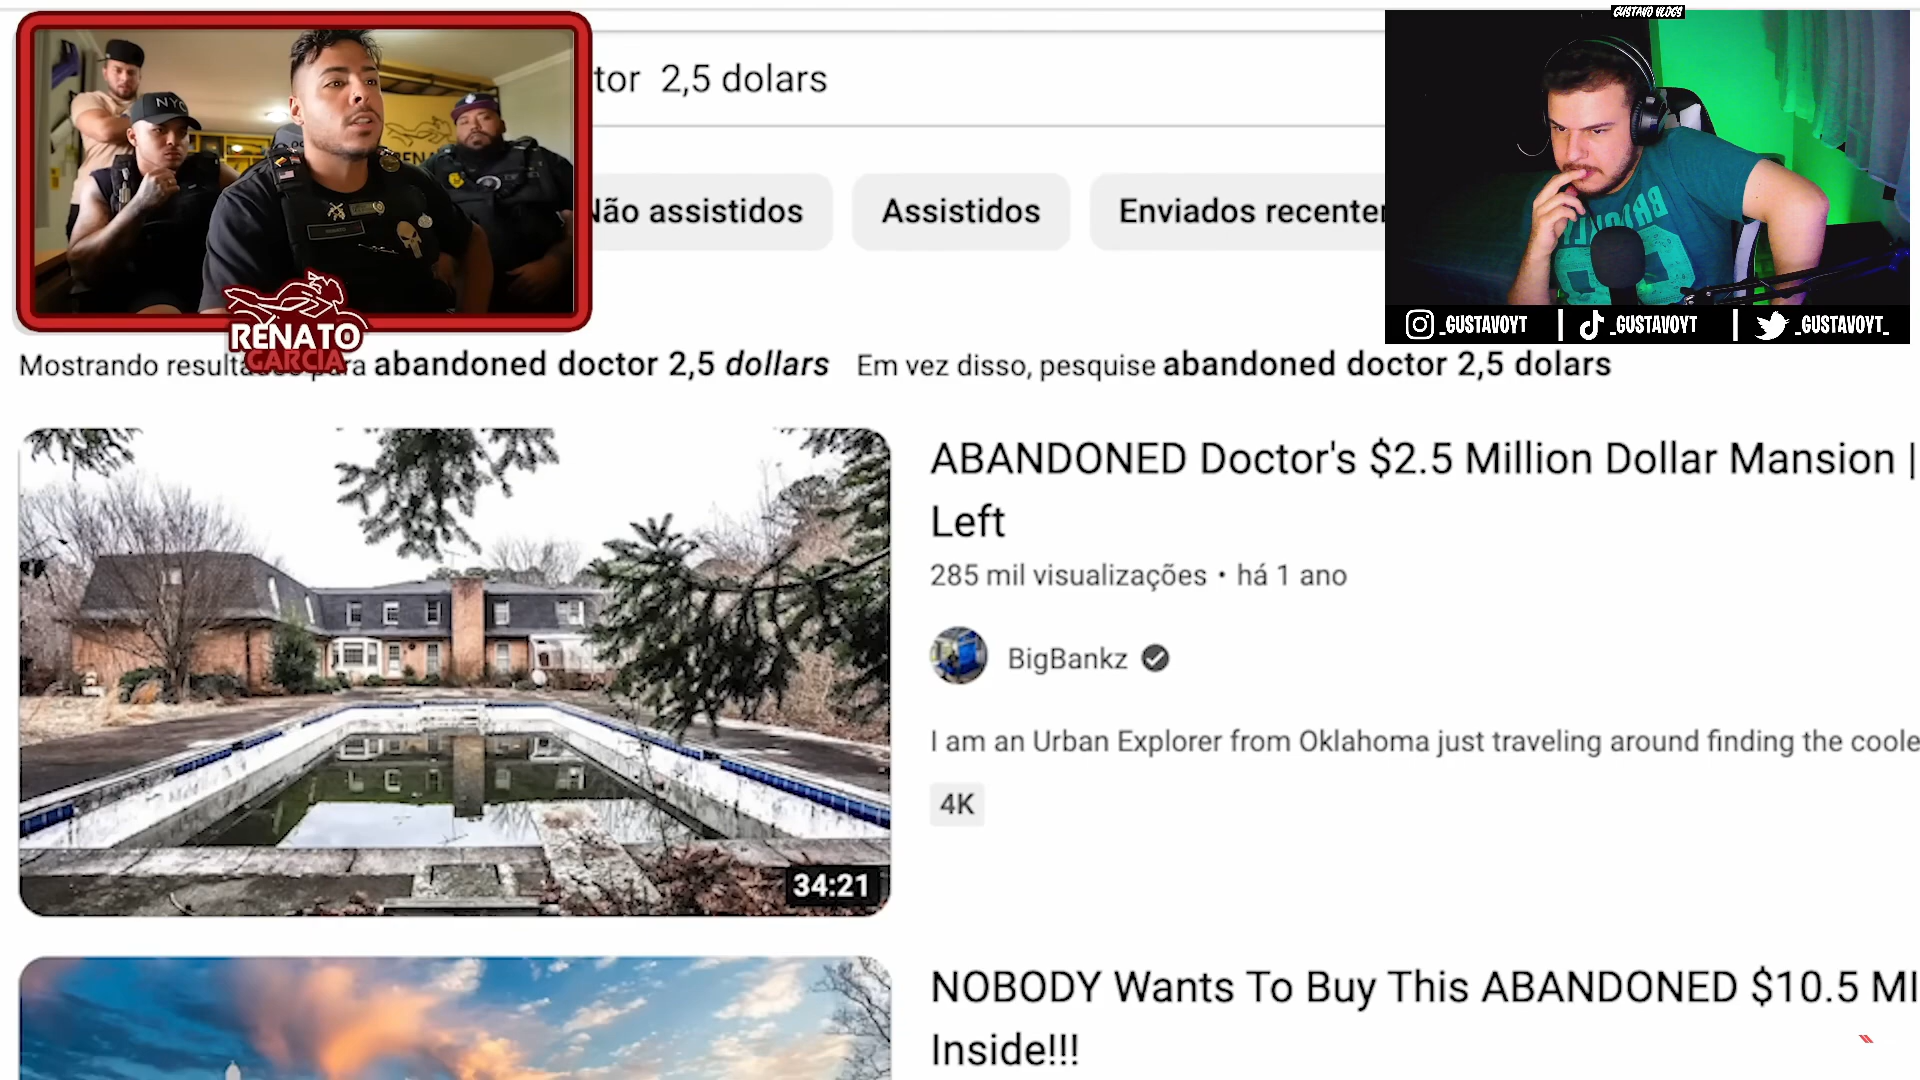 GUSTAVO VLOGS
tor 2,5 dolars
NYC
Não assistidos
Assistidos
Enviados recente
RENATO
GARCIA
_GUSTAVOYT | _GUSTAVOYT | _GUSTAVOYT_
Mostrando resulta para abandoned doctor 2,5 dollars Em vez disso, pesquise abandoned doctor 2,5 dolars
ABANDONED Doctor's $2.5 Million Dollar Mansion |
Left
285 mil visualizações • há 1 ano
BigBankz
I am an Urban Explorer from Oklahoma just traveling around finding the coole
4K
34:21
NOBODY Wants To Buy This ABANDONED $10.5 MI
Inside!!!